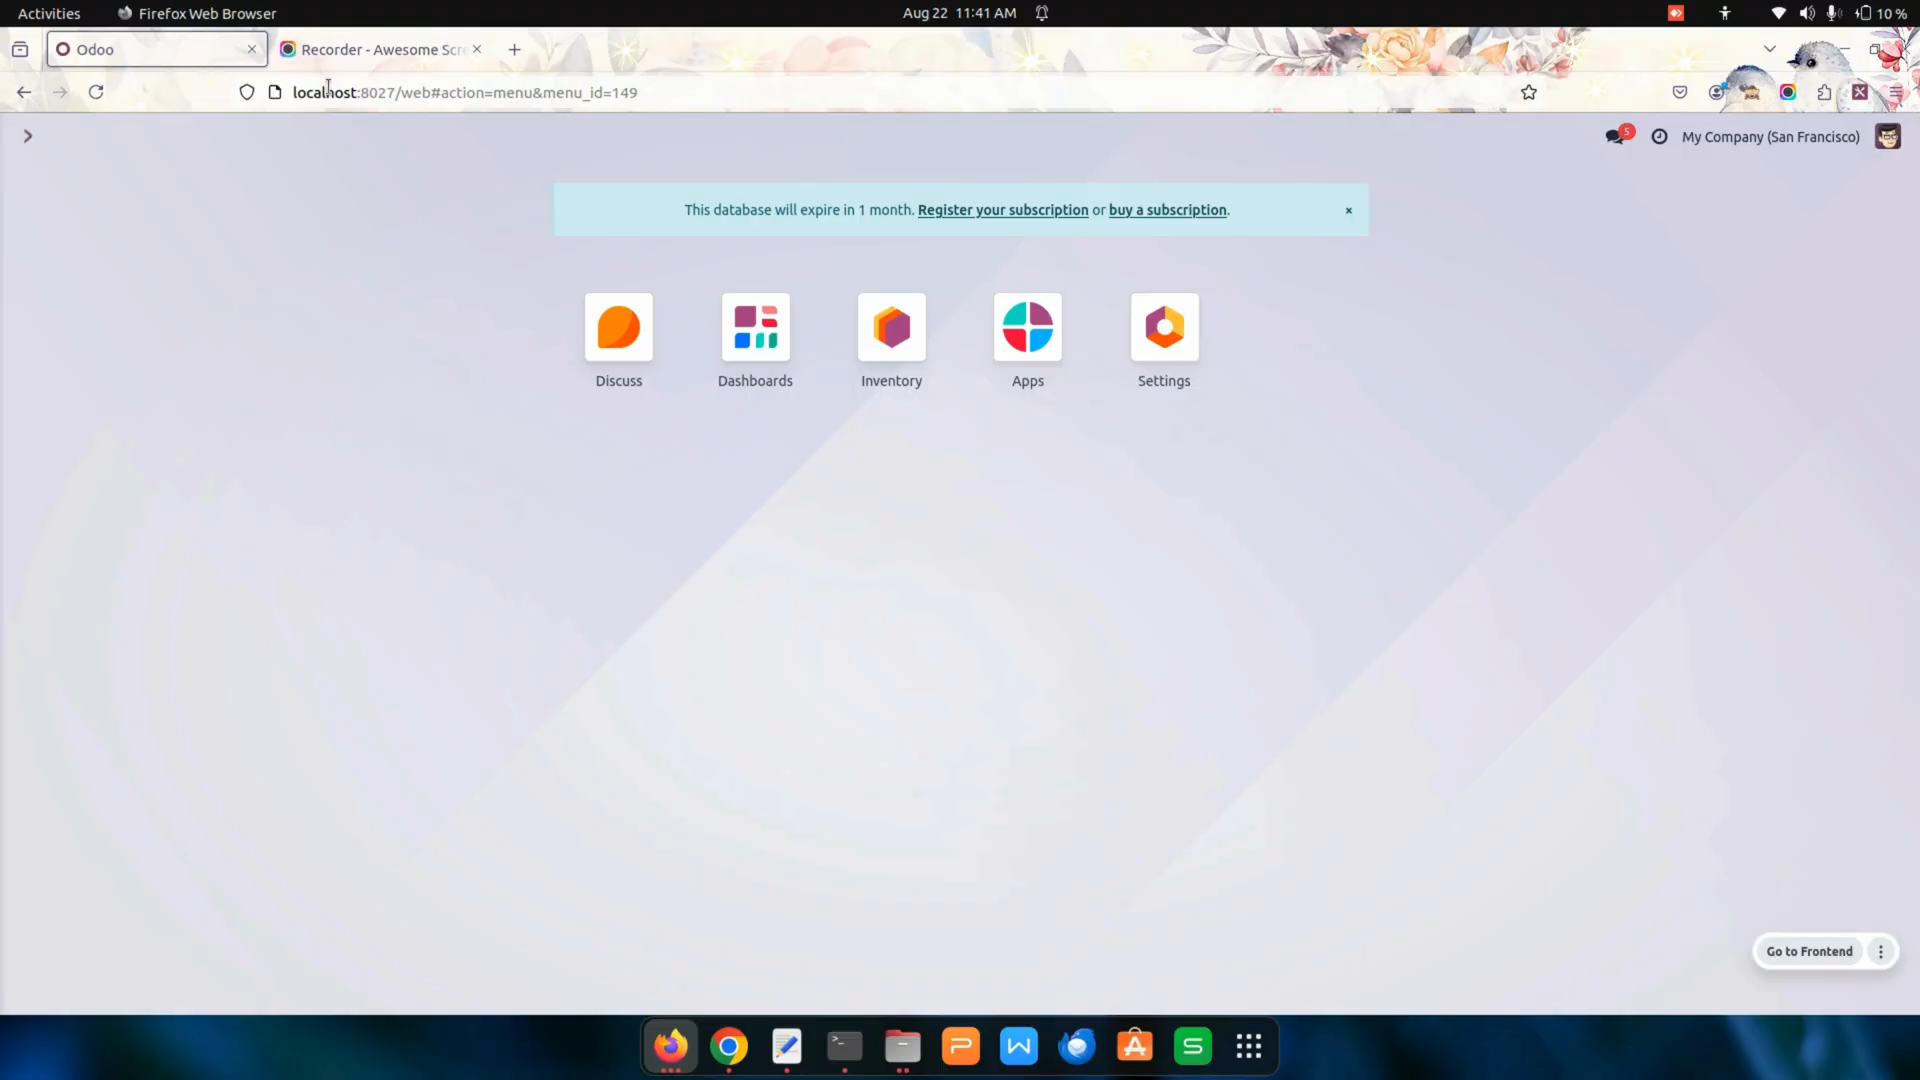 Activities
Firefox Web Browser
Aug 22 11:41 AM
10 %
Odoo
Recorder - Awesome Scre
localhost:8027/web#action=menu&menu_id=149
5
My Company (San Francisco)
This database will expire in 1 month. Register your subscription or buy a subscription.
Discuss
Dashboards
Inventory
Apps
Settings
Go to Frontend